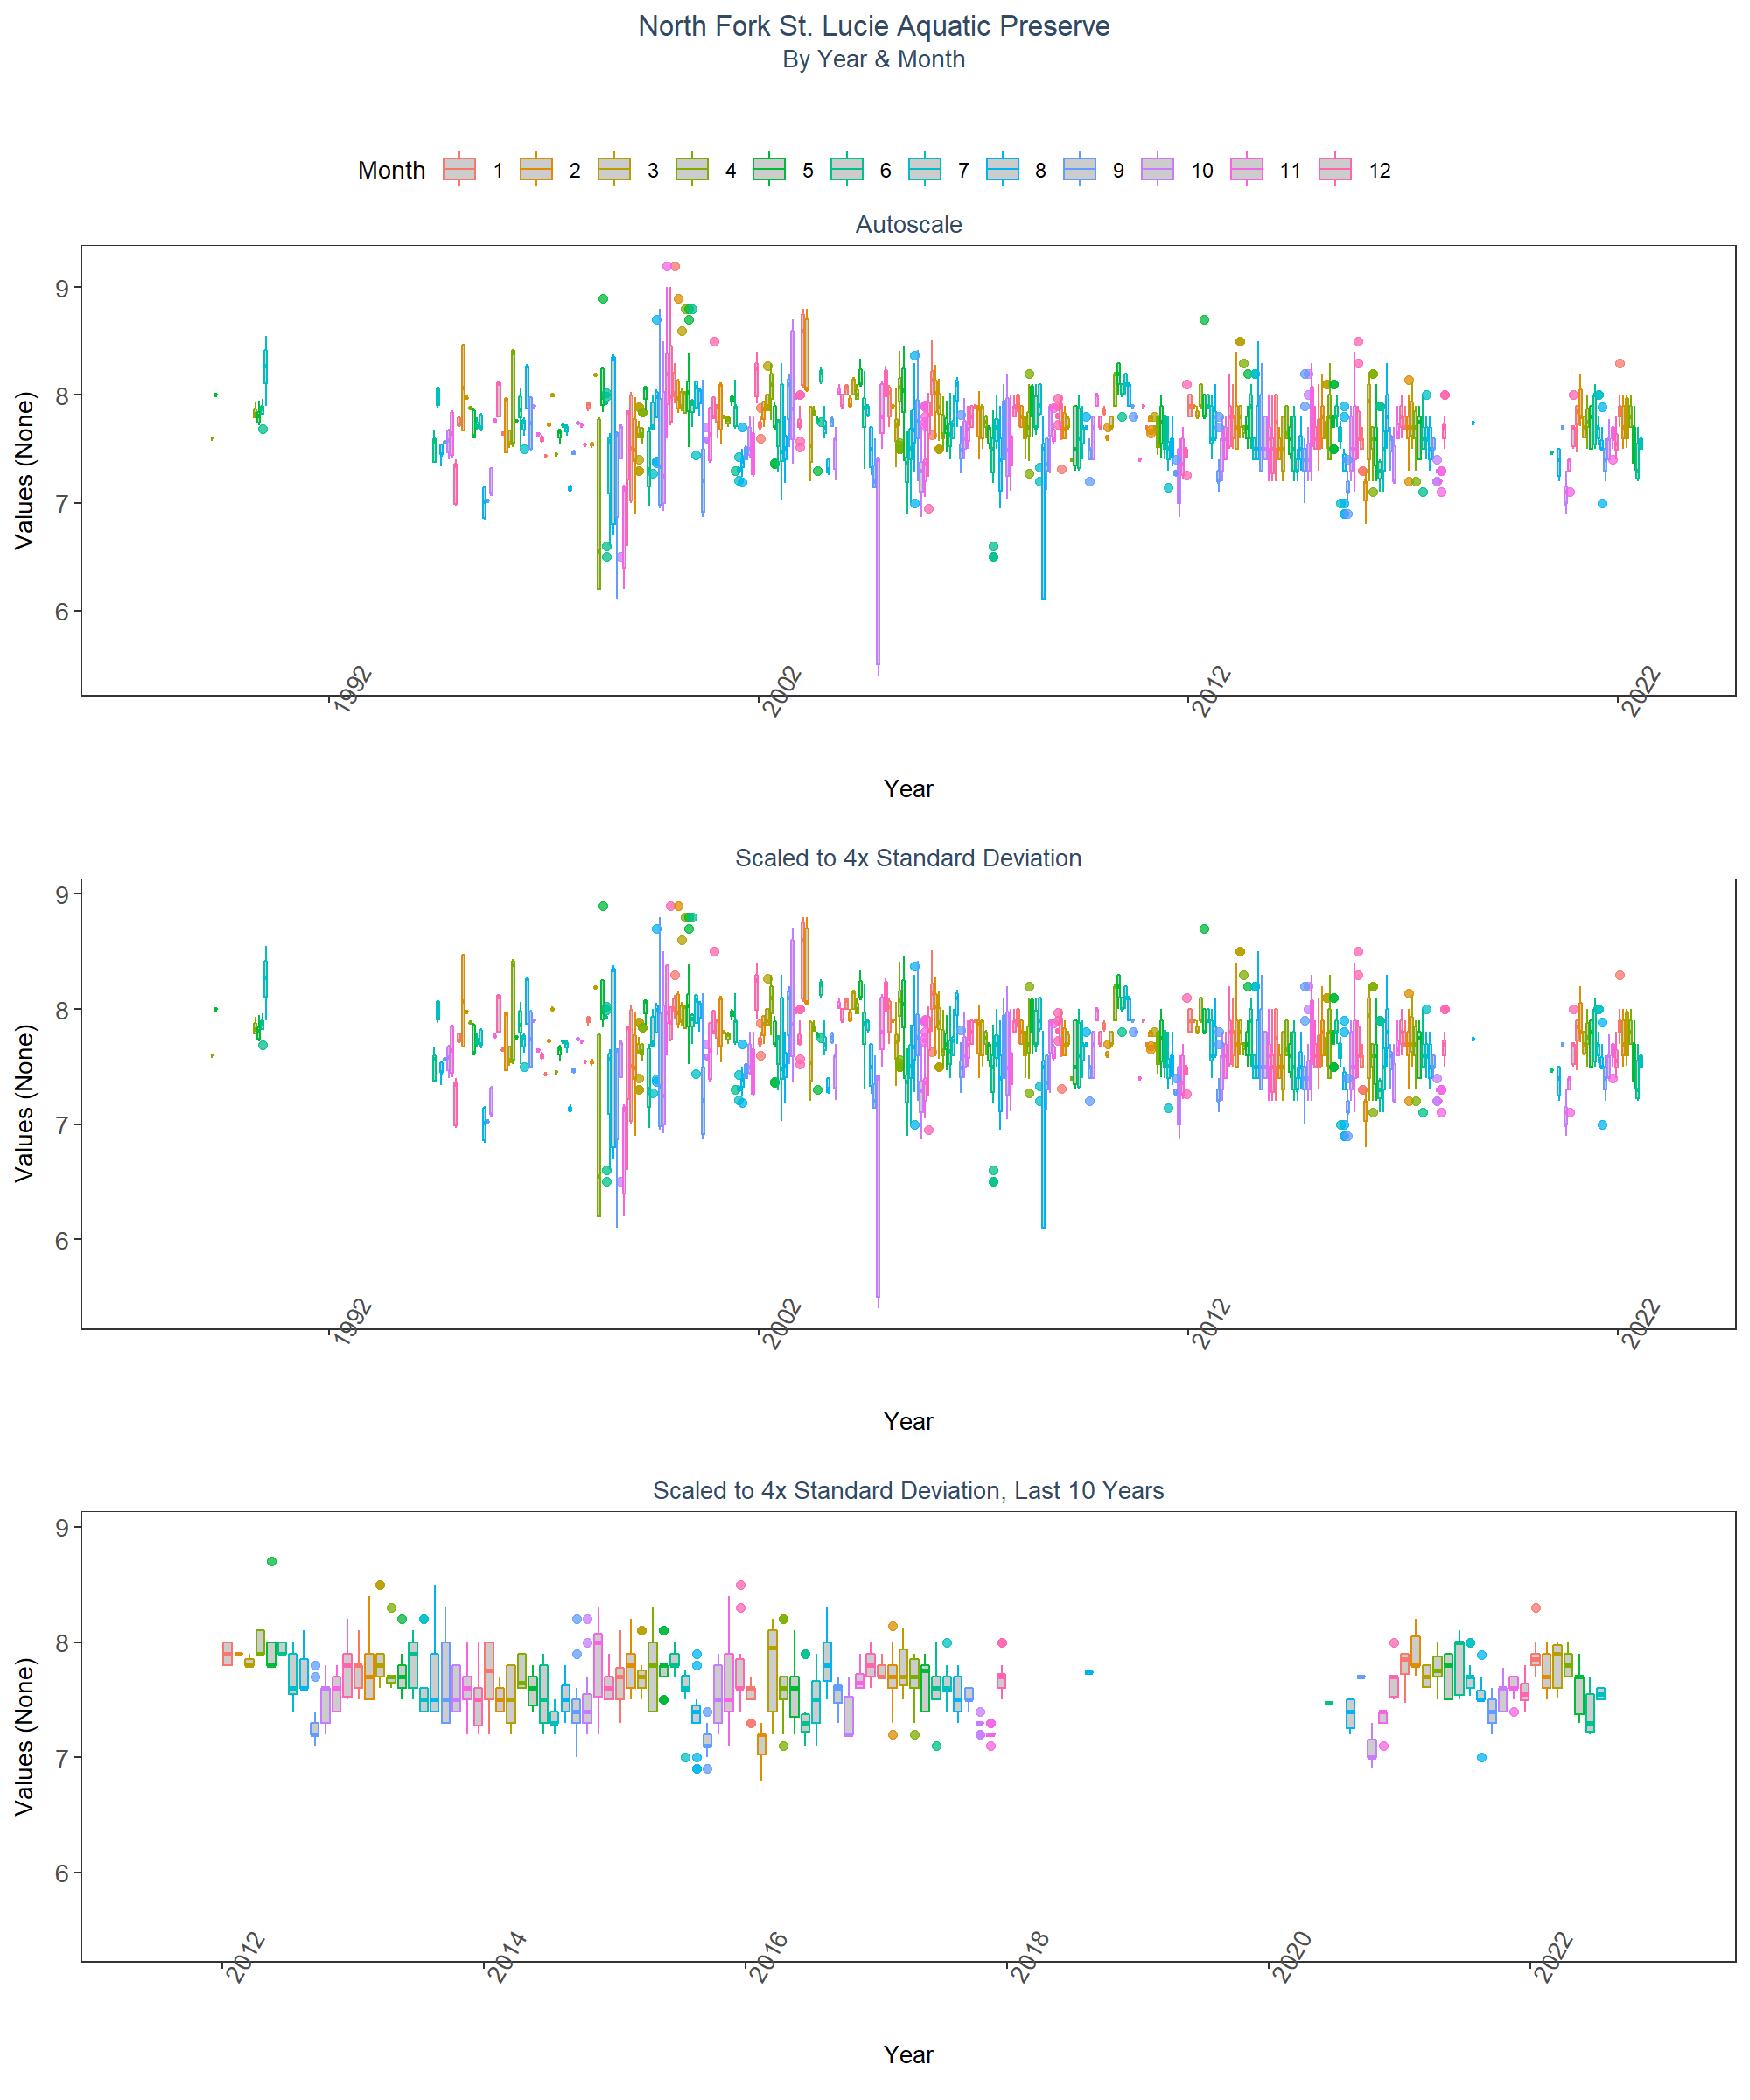 North Fork St. Lucie Aquatic Preserve
By Year & Month
Month 1 2 3 4 5 6 7 8 9 10 11 12
Autoscale
Values (None)
9
8
7
6
1992 2002 2012 2022
Year
Scaled to 4x Standard Deviation
Values (None)
9
8
7
6
1992 2002 2012 2022
Year
Scaled to 4x Standard Deviation, Last 10 Years
Values (None)
9
8
7
6
2012 2014 2016 2018 2020 2022
Year